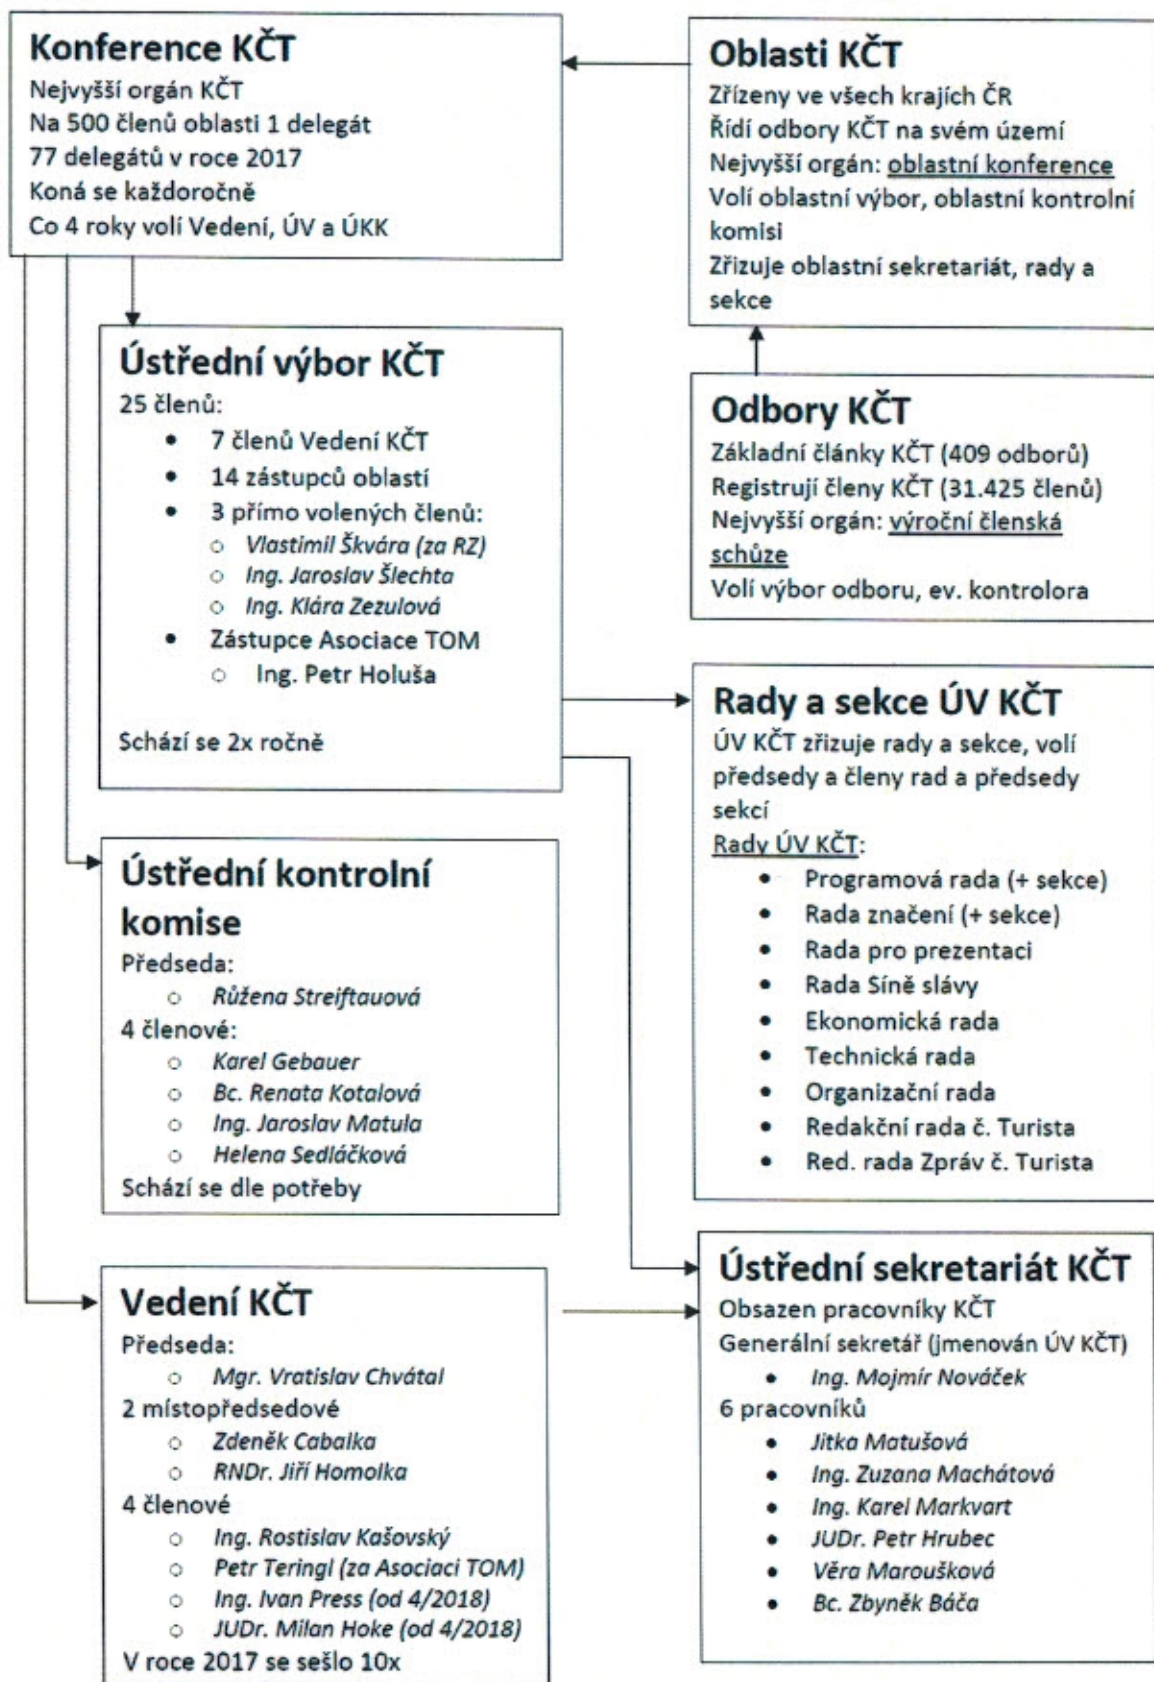 Konference KČT
Nejvyšší orgán KČT
Na 500 členů oblasti 1 delegát
77 delegátů v roce 2017
Koná se každoročně
Co 4 roky volí Vedení, ÚV a ÚKK
Oblasti KČT
Zřízeny ve všech krajích ČR
Řídí odbory KČT na svém území
Nejvyšší orgán: oblastní konference
Volí oblastní výbor, oblastní kontrolní
komisi
Zřizuje oblastní sekretariát, rady a
sekce
Ústřední výbor KČT
25 členů:
• 7 členů Vedení KČT
• 14 zástupců oblastí
• 3 přímo volených členů:
○ Vlastimil Škvára (za RZ)
○ Ing. Jaroslav Šlechta
○ Ing. Klára Zezulová
• Zástupce Asociace TOM
○ Ing. Petr Holuša
Schází se 2x ročně
Odbory KČT
Základní články KČT (409 odborů)
Registrují členy KČT (31.425 členů)
Nejvyšší orgán: výroční členská
schůze
Volí výbor odboru, ev. kontrolora
Rady a sekce ÚV KČT
ÚV KČT zřizuje rady a sekce, volí
předsedy a členy rad a předsedy
sekcí
Rady ÚV KČT:
• Programová rada (+ sekce)
• Rada značení (+ sekce)
• Rada pro prezentaci
• Rada Síně slávy
• Ekonomická rada
• Technická rada
• Organizační rada
• Redakční rada č. Turista
• Red. rada Zpráv č. Turista
Ústřední kontrolní
komise
Předseda:
○ Růžena Streiftauová
4 členové:
○ Karel Gebauer
○ Bc. Renata Kotalová
○ Ing. Jaroslav Matula
○ Helena Sedláčková
Schází se dle potřeby
Vedení KČT
Předseda:
○ Mgr. Vratislav Chvátal
2 místopředsedové
○ Zdeněk Cabalka
○ RNDr. Jiří Homolka
4 členové
○ Ing. Rostislav Kašovský
○ Petr Teringl (za Asociaci TOM)
○ Ing. Ivan Press (od 4/2018)
○ JUDr. Milan Hoke (od 4/2018)
V roce 2017 se sešlo 10x
Ústřední sekretariát KČT
Obsazen pracovníky KČT
Generální sekretář (jmenován ÚV KČT)
• Ing. Mojmír Nováček
6 pracovníků
• Jitka Matušová
• Ing. Zuzana Machátová
• Ing. Karel Markvart
• JUDr. Petr Hrubec
• Věra Maroušková
• Bc. Zbyněk Báča